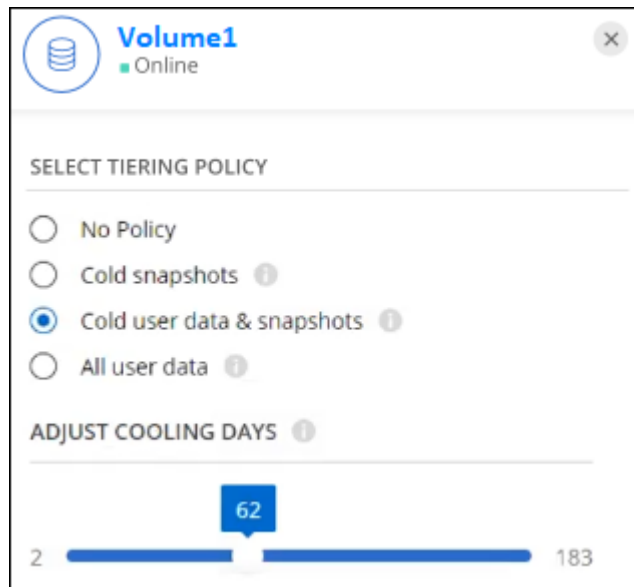 Volume1
Online
SELECT TIERING POLICY
No Policy
Cold snapshots
Cold user data & snapshots
All user data
ADJUST COOLING DAYS
62
2 183